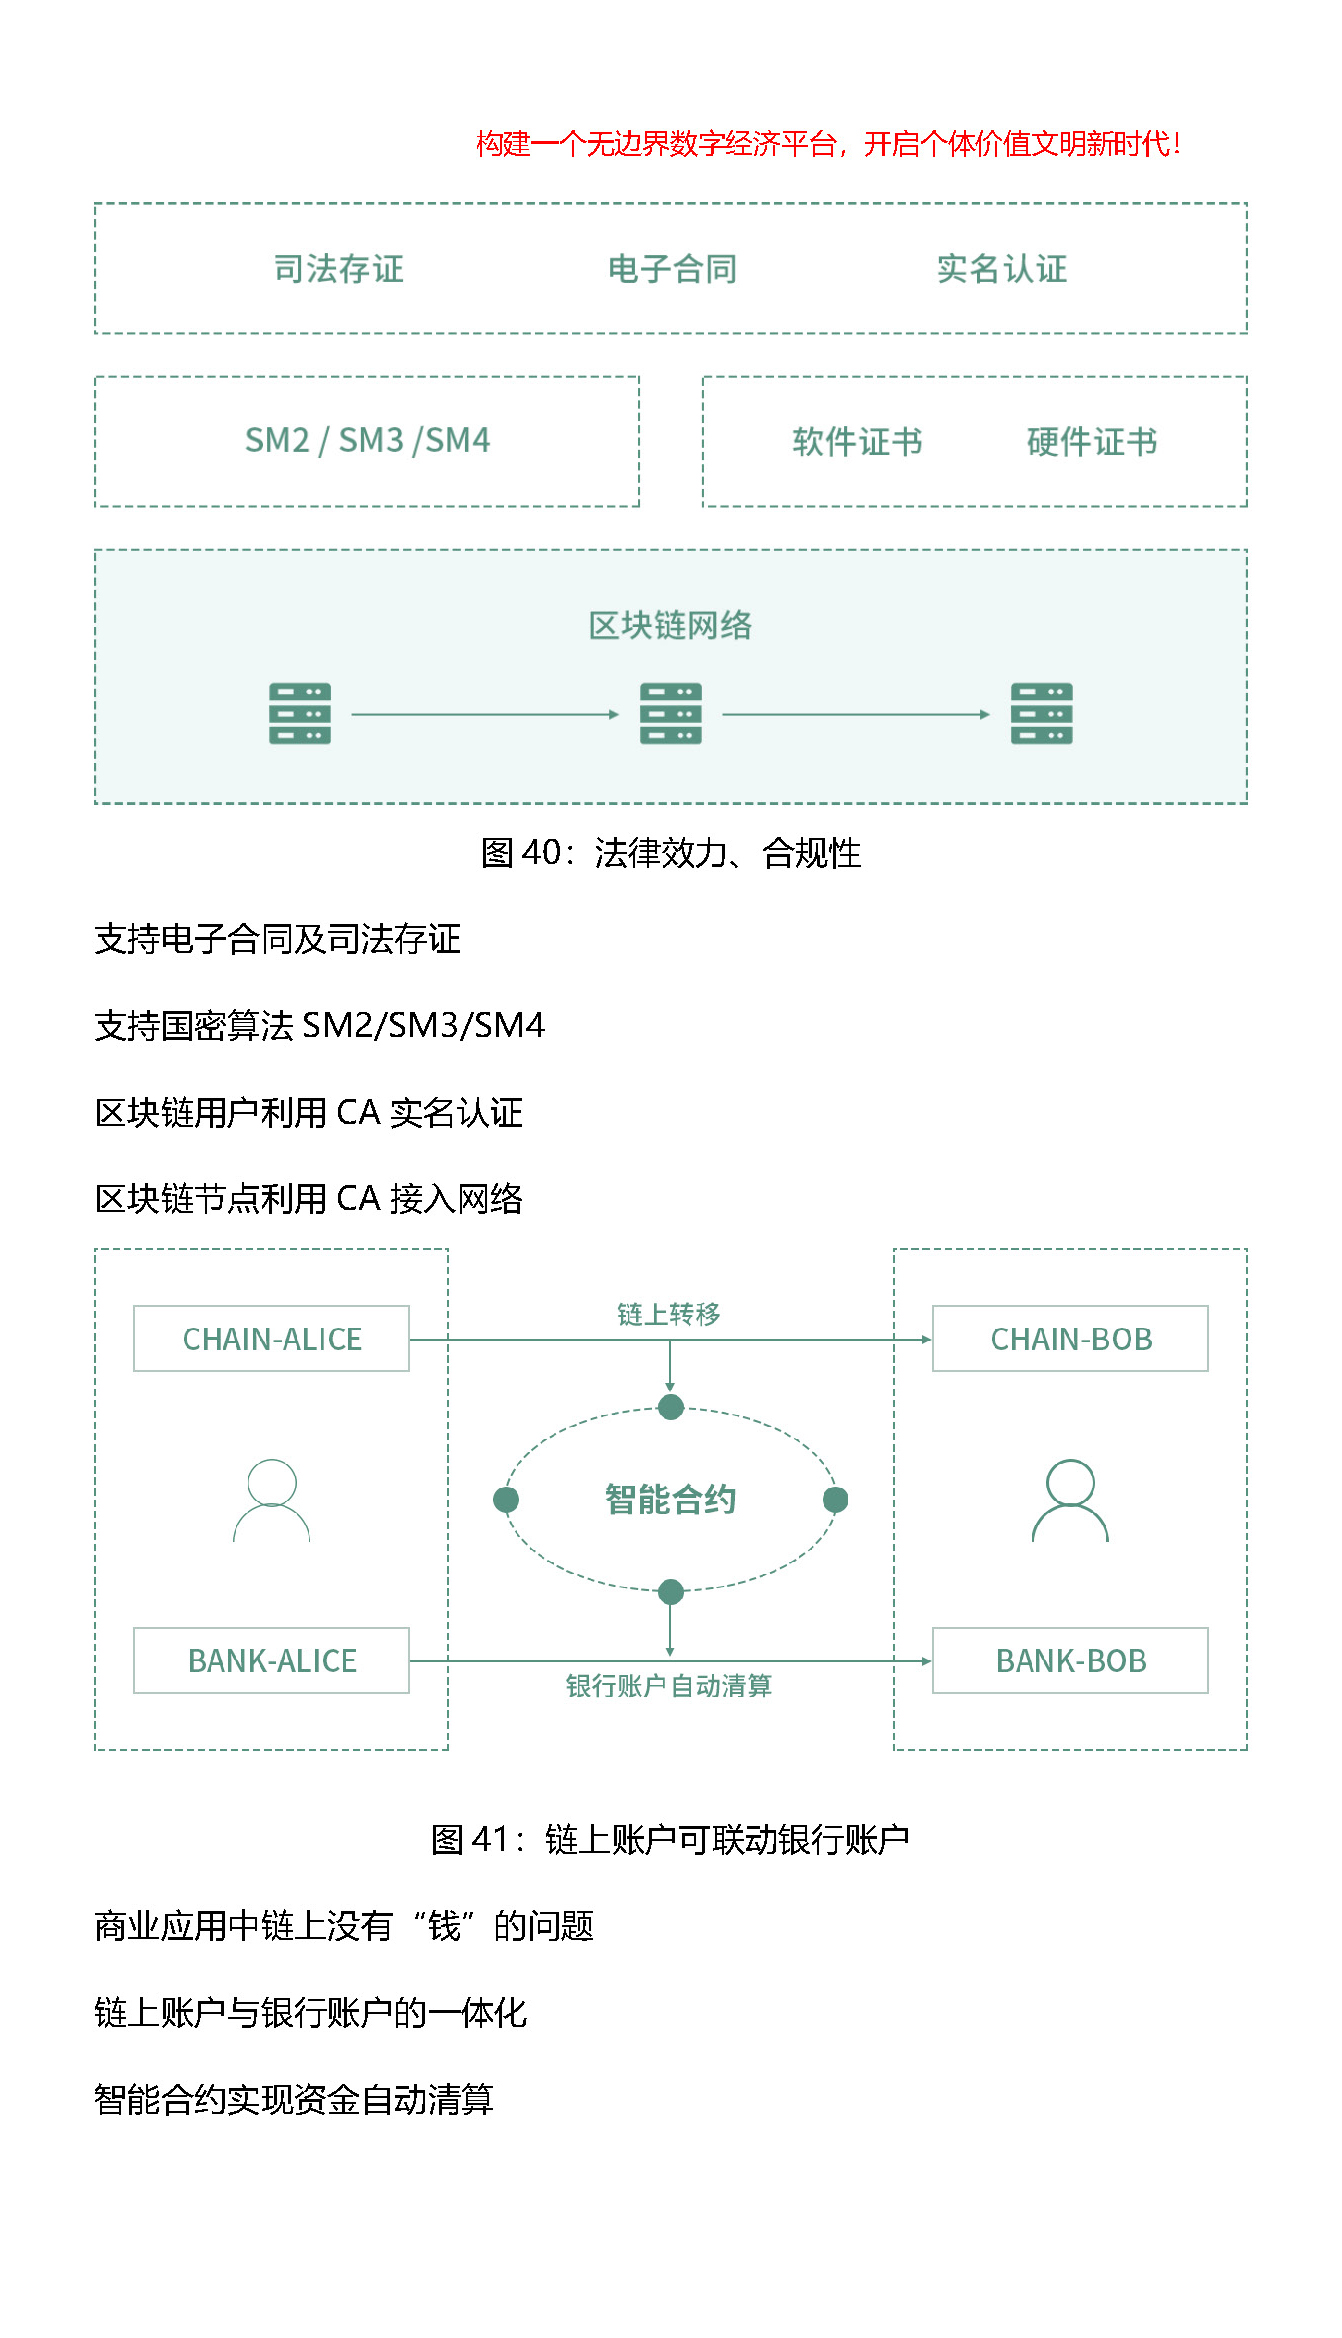 构建一个无边界数字经济平台，开启个体价值文明新时代！
司法存证 电子合同 实名认证
SM2 / SM3 /SM4 软件证书 硬件证书
区块链网络
图 40：法律效力、合规性
支持电子合同及司法存证
支持国密算法 SM2/SM3/SM4
区块链用户利用 CA 实名认证
区块链节点利用 CA 接入网络
链上转移
CHAIN-ALICE CHAIN-BOB
智能合约
BANK-ALICE BANK-BOB
银行账户自动清算
图 41：链上账户可联动银行账户
商业应用中链上没有“钱”的问题
链上账户与银行账户的一体化
智能合约实现资金自动清算